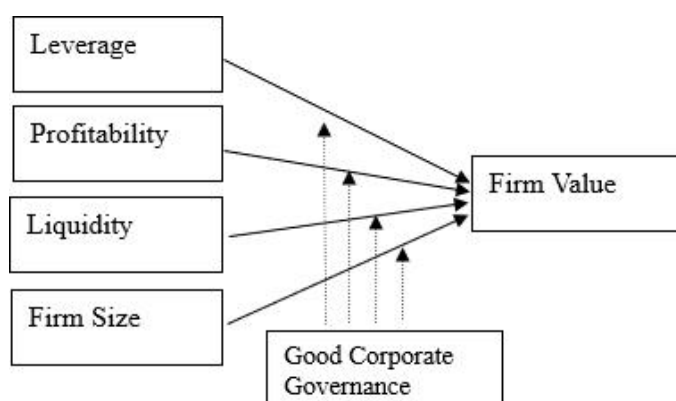 Leverage
Profitability
Firm Value
Liquidity
Firm Size
Good Corporate
Governance